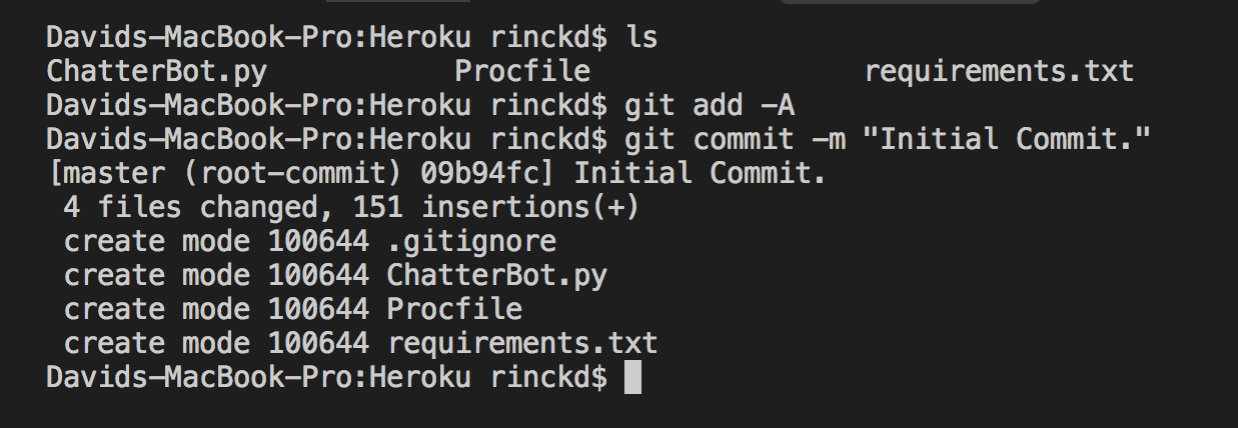 Davids-MacBook-Pro:Heroku rinckd$ ls
ChatterBot.py Procfile requirements.txt
Davids-MacBook-Pro:Heroku rinckd$ git add -A
Davids-MacBook-Pro:Heroku rinckd$ git commit -m "Initial Commit."
[master (root-commit) 09b94fc] Initial Commit.
4 files changed, 151 insertions(+)
create mode 100644 .gitignore
create mode 100644 ChatterBot.py
create mode 100644 Procfile
create mode 100644 requirements.txt
Davids-MacBook-Pro:Heroku rinckd$